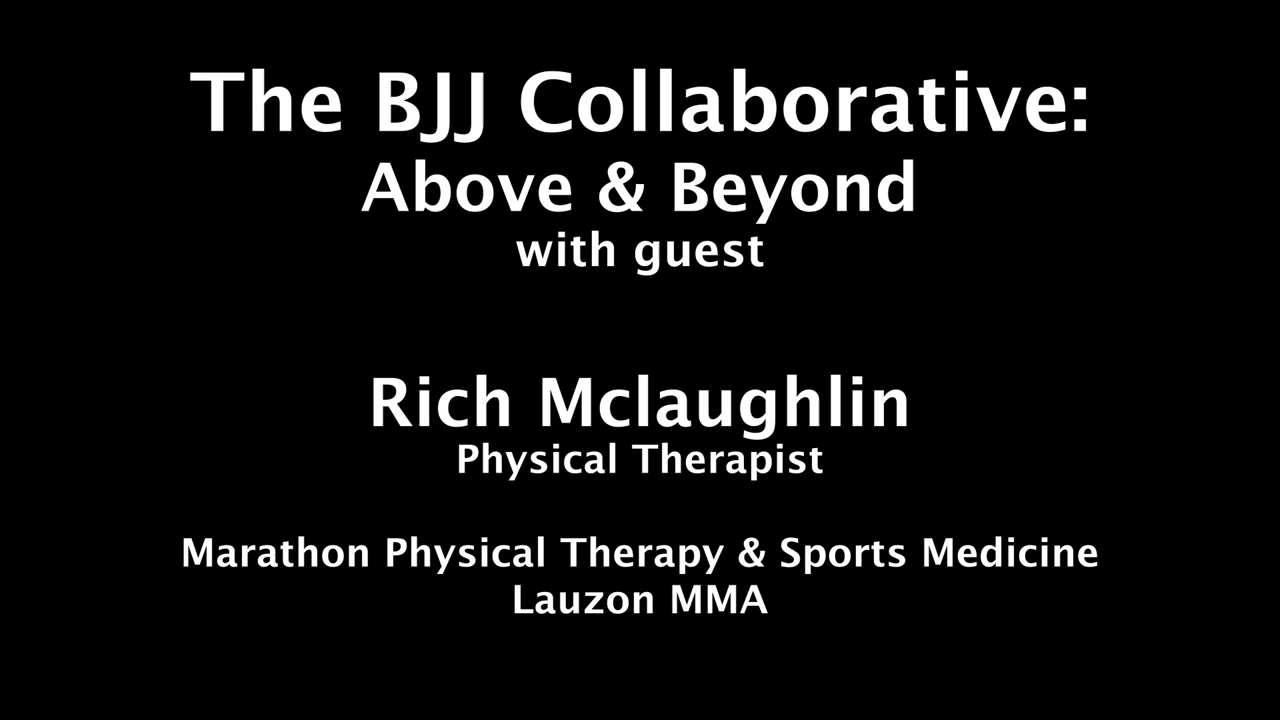 The BJJ Collaborative:
Above & Beyond
with guest
Rich Mclaughlin
Physical Therapist
Marathon Physical Therapy & Sports Medicine
Lauzon MMA